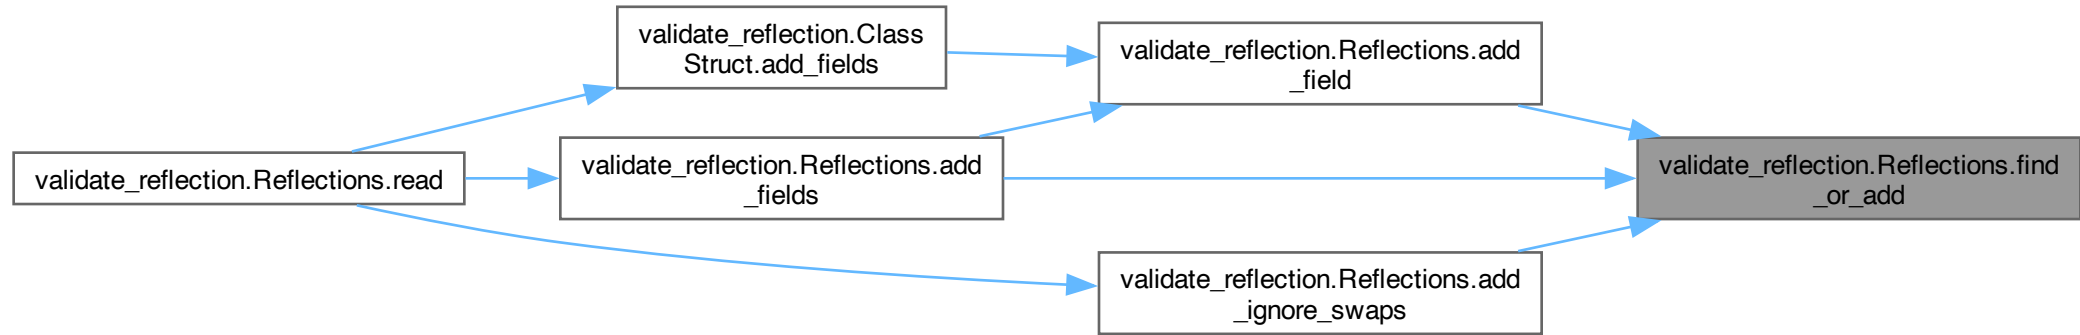 validate_reflection.Class
Struct.add_fields
validate_reflection.Reflections.add
_field
validate_reflection.Reflections.read
validate_reflection.Reflections.add
_fields
validate_reflection.Reflections.find
_or_add
validate_reflection.Reflections.add
_ignore_swaps